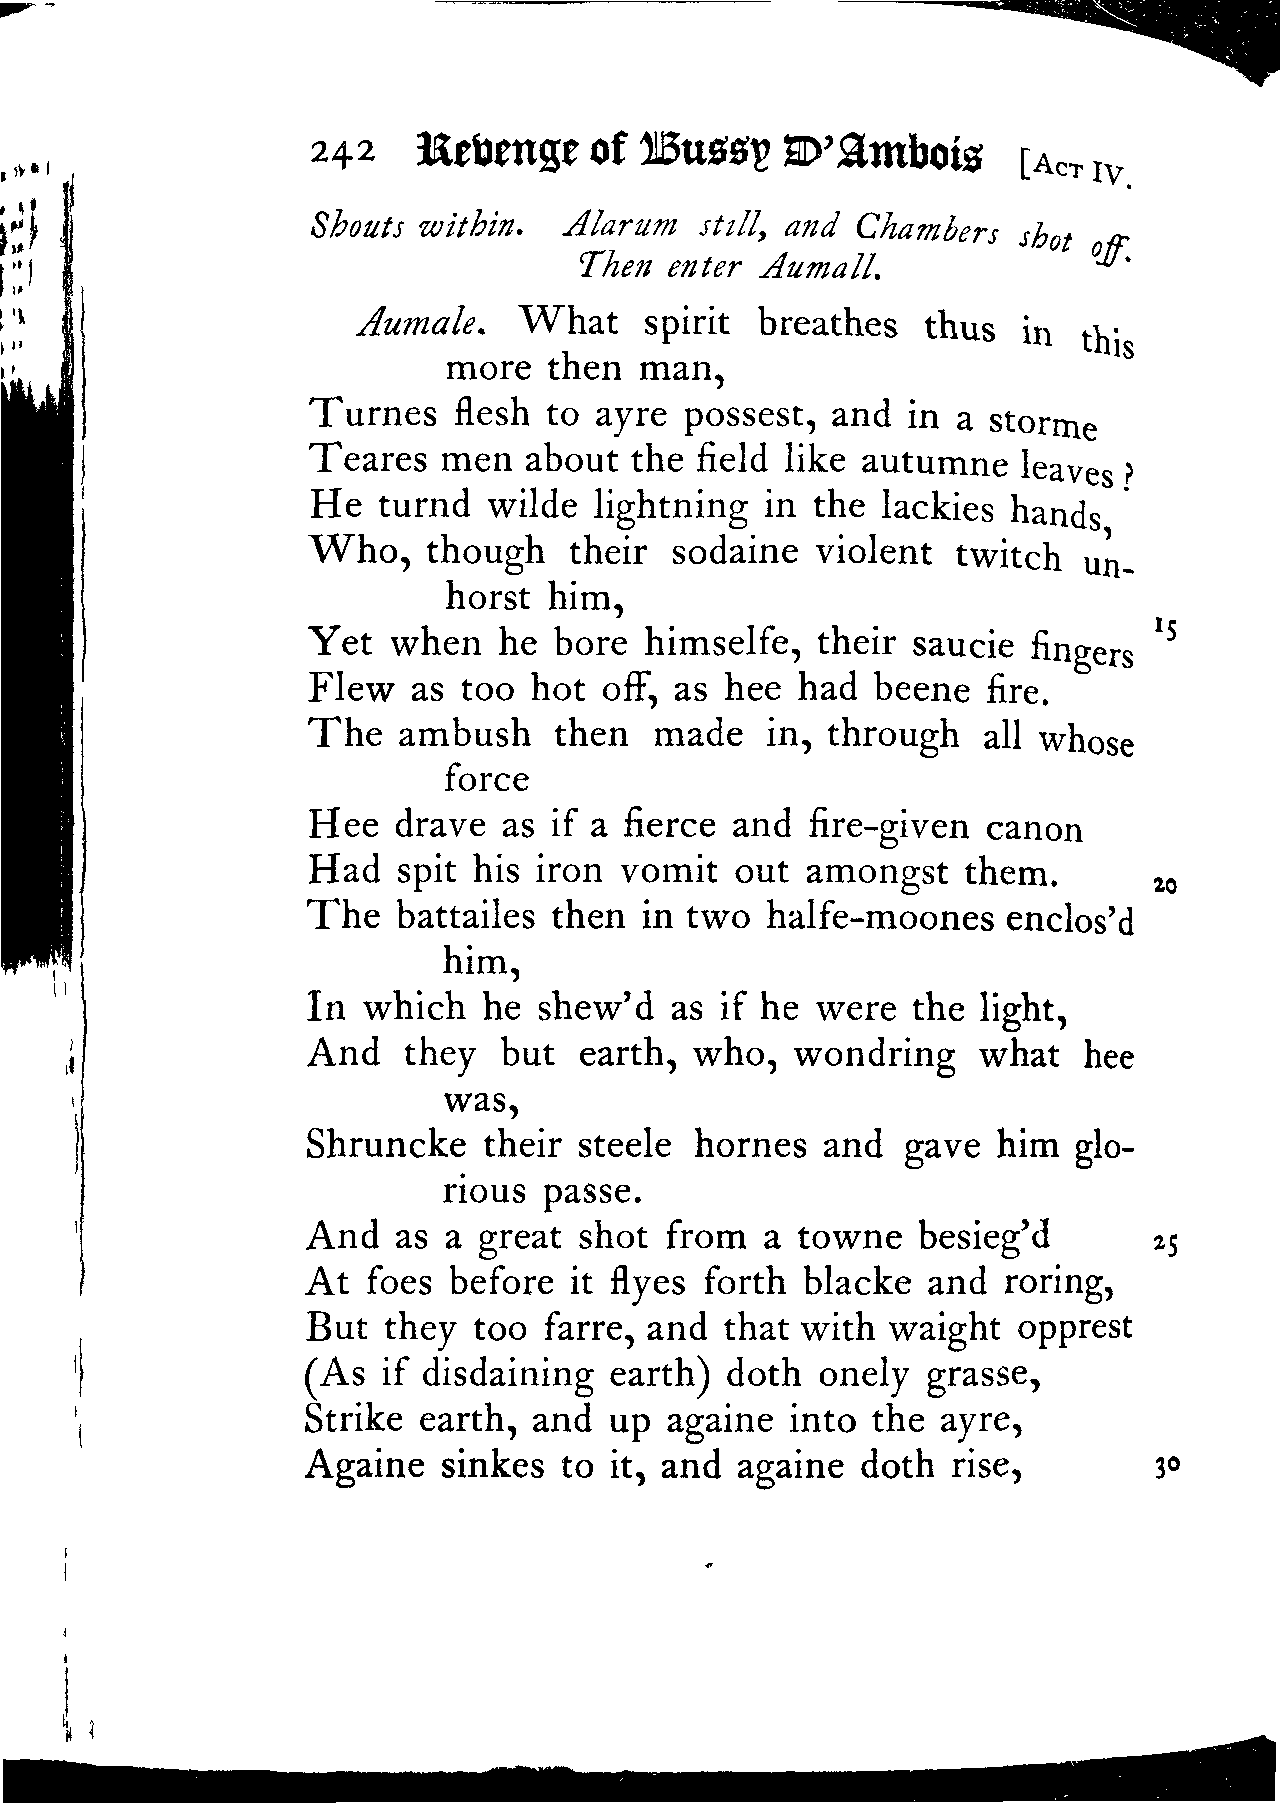 242 Revenge of Bussy D'Ambois [ACT IV.
Shouts within. Alarum still, and Chambers shot off.
Then enter Aumall.
Aumale. What spirit breathes thus in this
more then man,
Turnes flesh to ayre possest, and in a storme
Teares men about the field like autumne leaves?
He turnd wilde lightning in the lackies hands,
Who, though their sodaine violent twitch un-
horst him,
Yet when he bore himselfe, their saucie fingers 15
Flew as too hot off, as hee had beene fire.
The ambush then made in, through all whose
force
Hee drave as if a fierce and fire-given canon
Had spit his iron vomit out amongst them. 20
The battailes then in two halfe-moones enclos'd
him,
In which he shew'd as if he were the light,
And they but earth, who, wondring what hee
was,
Shruncke their steele hornes and gave him glo-
rious passe.
And as a great shot from a towne besieg'd 25
At foes before it flyes forth blacke and roring,
But they too farre, and that with waight opprest
(As if disdaining earth) doth onely grasse,
Strike earth, and up againe into the ayre,
Againe sinkes to it, and againe doth rise, 30